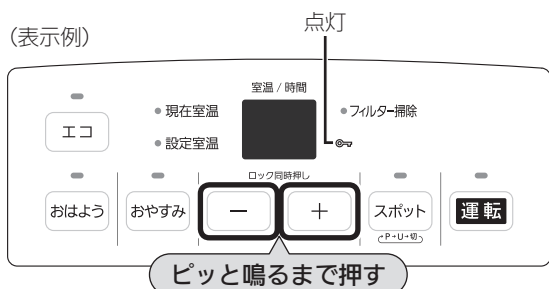 点灯
(表示例)
室温 / 時間
現在室温
フィルター掃除
エコ
設定室温
ロック同時押し
おはよう
おやすみ
−
+
スポット
運転
P→U→切
ピッと鳴るまで押す